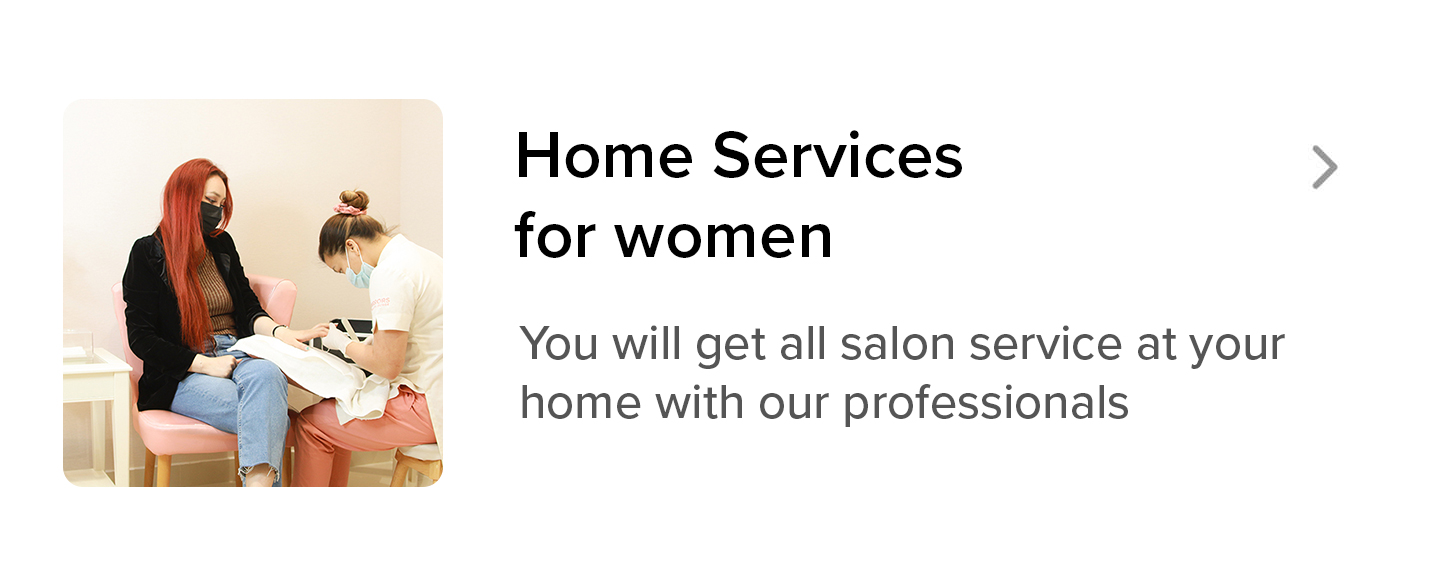 Home Services
for women
You will get all salon service at your
home with our professionals